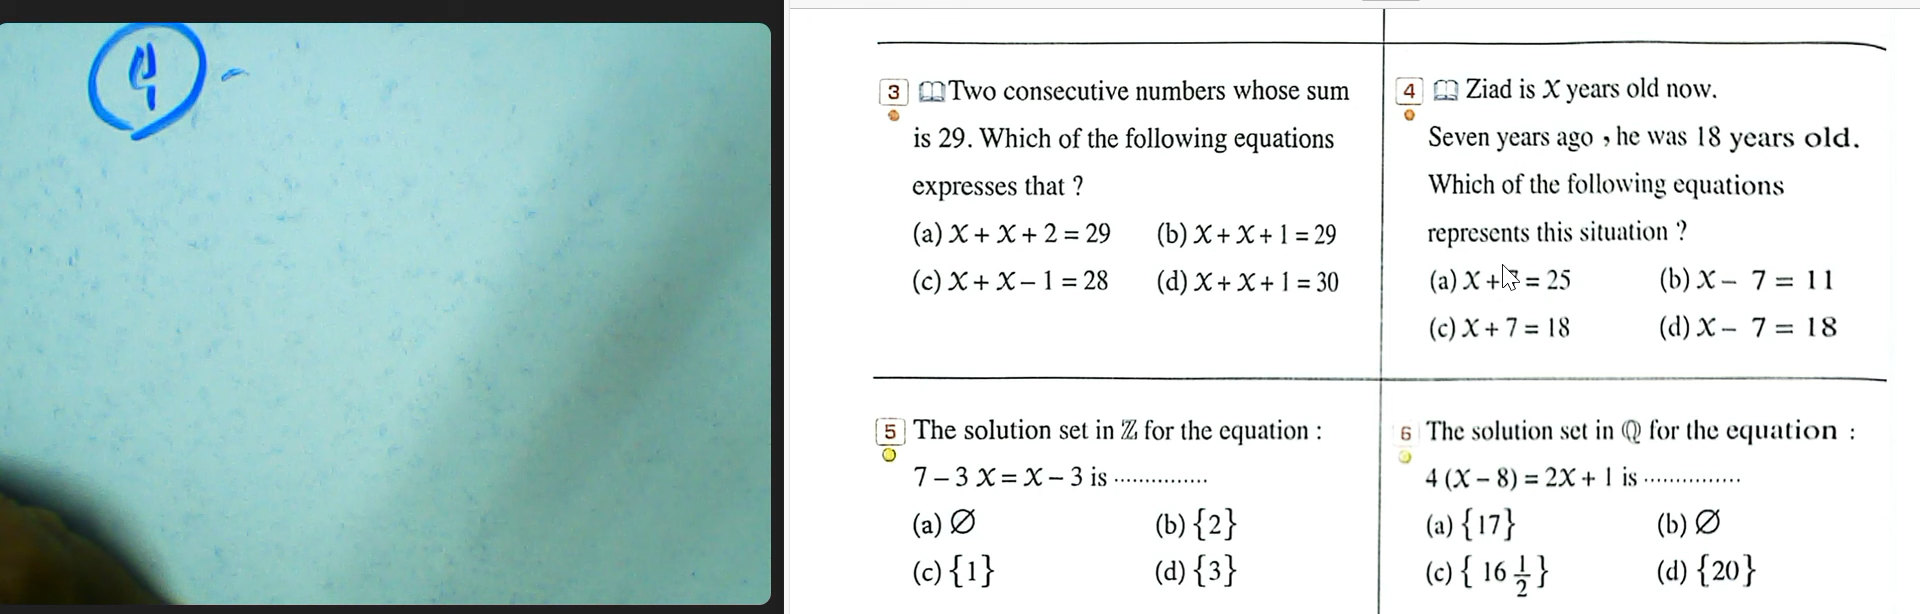 4 -
3 Two consecutive numbers whose sum
is 29. Which of the following equations
expresses that ?
(a) X + X + 2 = 29 (b) X + X + 1 = 29
(c) X + X – 1 = 28 (d) X + X + 1 = 30
4 Ziad is X years old now.
Seven years ago , he was 18 years old.
Which of the following equations
represents this situation ?
(a) X + = 25 (b) X – 7 = 11
(c) X + 7 = 18 (d) X – 7 = 18
5 The solution set in ℤ for the equation :
7 – 3 X = X – 3 is ...............
(a) ∅ (b) {2}
(c) {1} (d) {3}
6 The solution set in ℚ for the equation :
4 (X – 8) = 2X + 1 is ...............
(a) {17} (b) ∅
(c) { 16 1/2 } (d) {20}